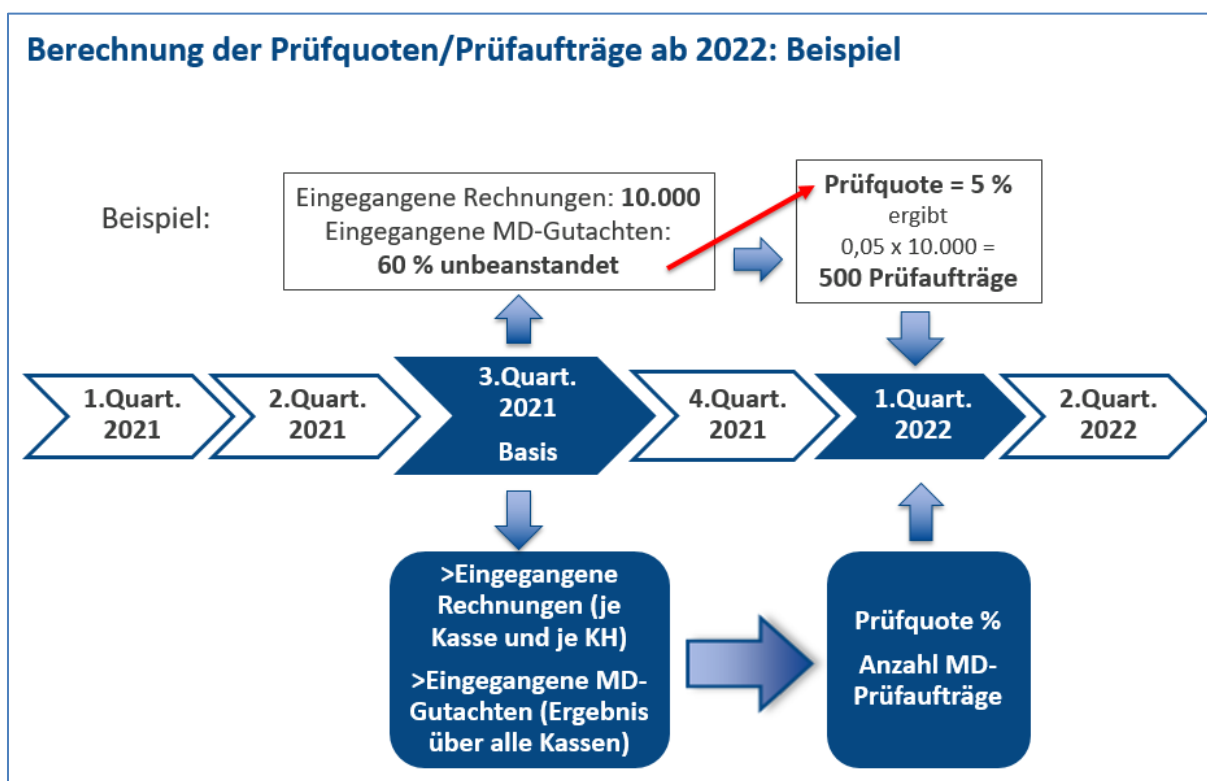 Berechnung der Prüfquoten/Prüfaufträge ab 2022: Beispiel
Beispiel:
Eingegangene Rechnungen: 10.000
Eingegangene MD-Gutachten:
60 % unbeanstandet
Prüfquote = 5 %
ergibt
0,05 x 10.000 =
500 Prüfaufträge
1.Quart.
2021
2.Quart.
2021
3.Quart.
2021
Basis
4.Quart.
2021
1.Quart.
2022
2.Quart.
2022
>Eingegangene
Rechnungen (je
Kasse und je KH)
>Eingegangene MD-
Gutachten (Ergebnis
über alle Kassen)
Prüfquote %
Anzahl MD-
Prüfaufträge